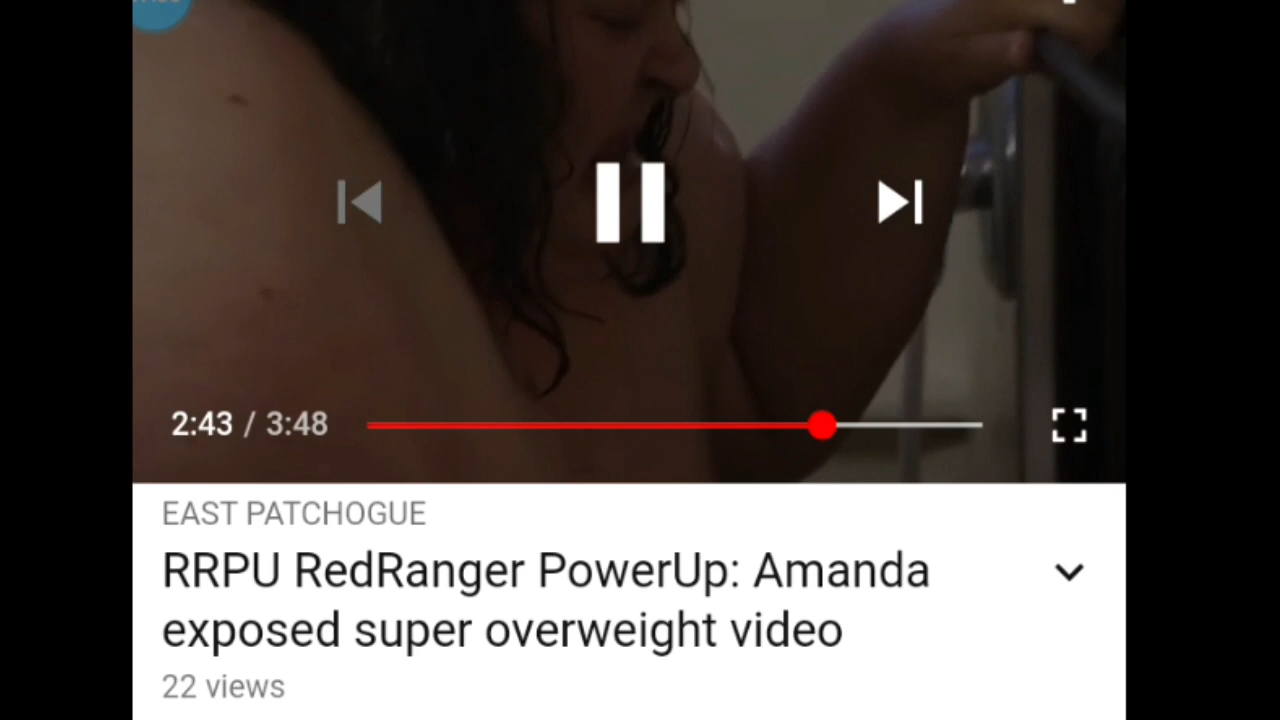 2:43 / 3:48
EAST PATCHOGUE
RRPU RedRanger PowerUp: Amanda
exposed super overweight video
22 views